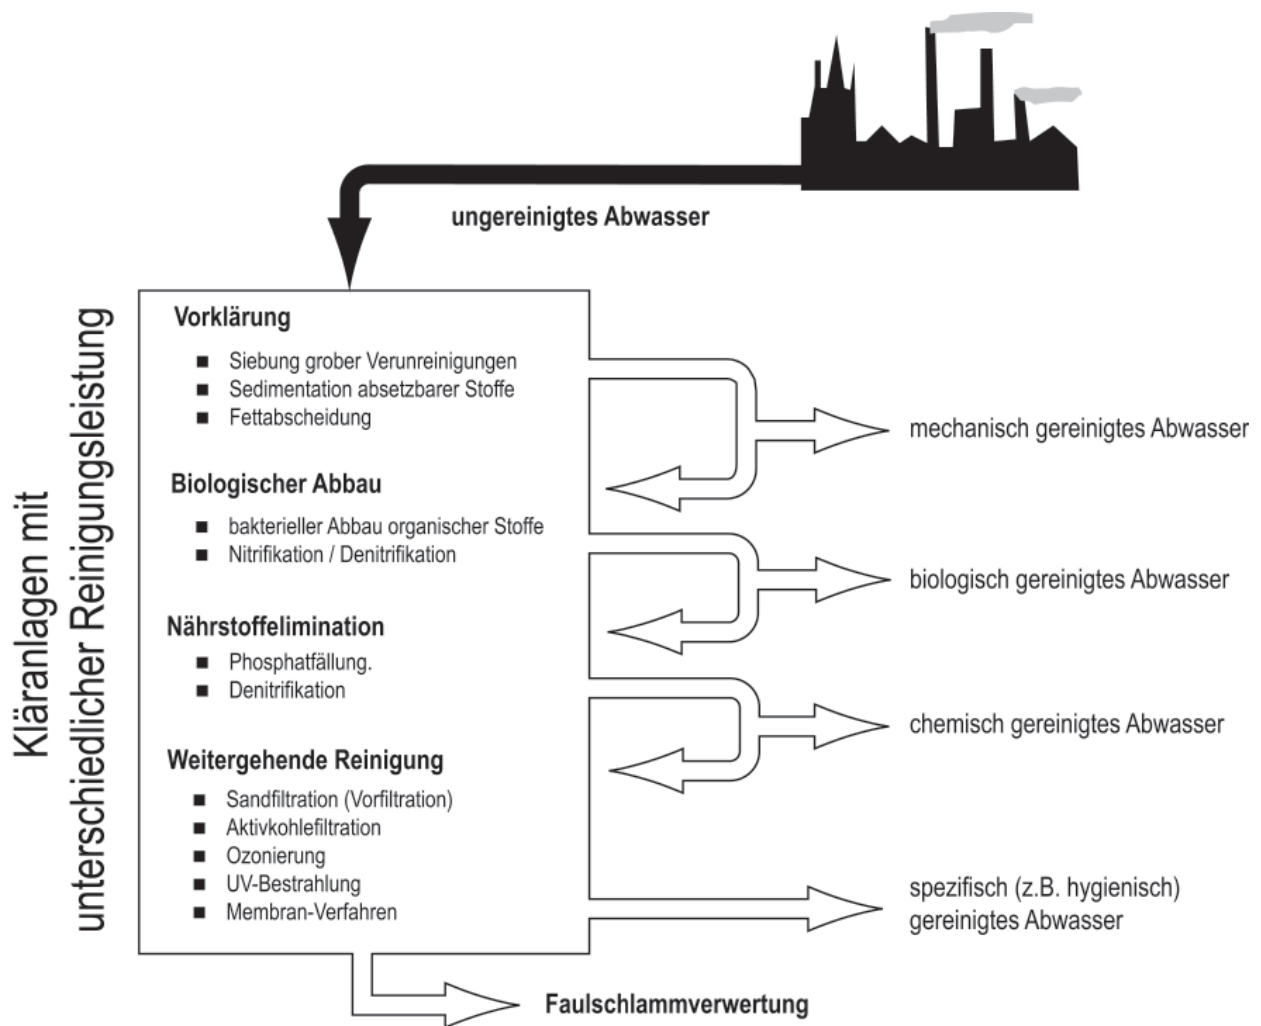 ungereinigtes Abwasser
Kläranlagen mit
unterschiedlicher Reinigungsleistung
Vorklärung
■ Siebung grober Verunreinigungen
■ Sedimentation absetzbarer Stoffe
■ Fettabscheidung
mechanisch gereinigtes Abwasser
Biologischer Abbau
■ bakterieller Abbau organischer Stoffe
■ Nitrifikation / Denitrifikation
biologisch gereinigtes Abwasser
Nährstoffelimination
■ Phosphatfällung.
■ Denitrifikation
chemisch gereinigtes Abwasser
Weitergehende Reinigung
■ Sandfiltration (Vorfiltration)
■ Aktivkohlefiltration
■ Ozonierung
■ UV-Bestrahlung
■ Membran-Verfahren
spezifisch (z.B. hygienisch)
gereinigtes Abwasser
Faulschlammverwertung